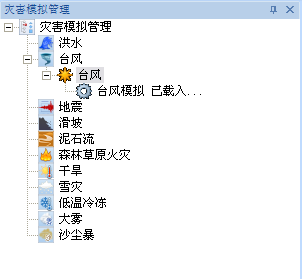 灾害模拟管理
灾害模拟管理
洪水
台风
台风
台风模拟 已载入...
地震
滑坡
泥石流
森林草原火灾
干旱
雪灾
低温冷冻
大雾
沙尘暴